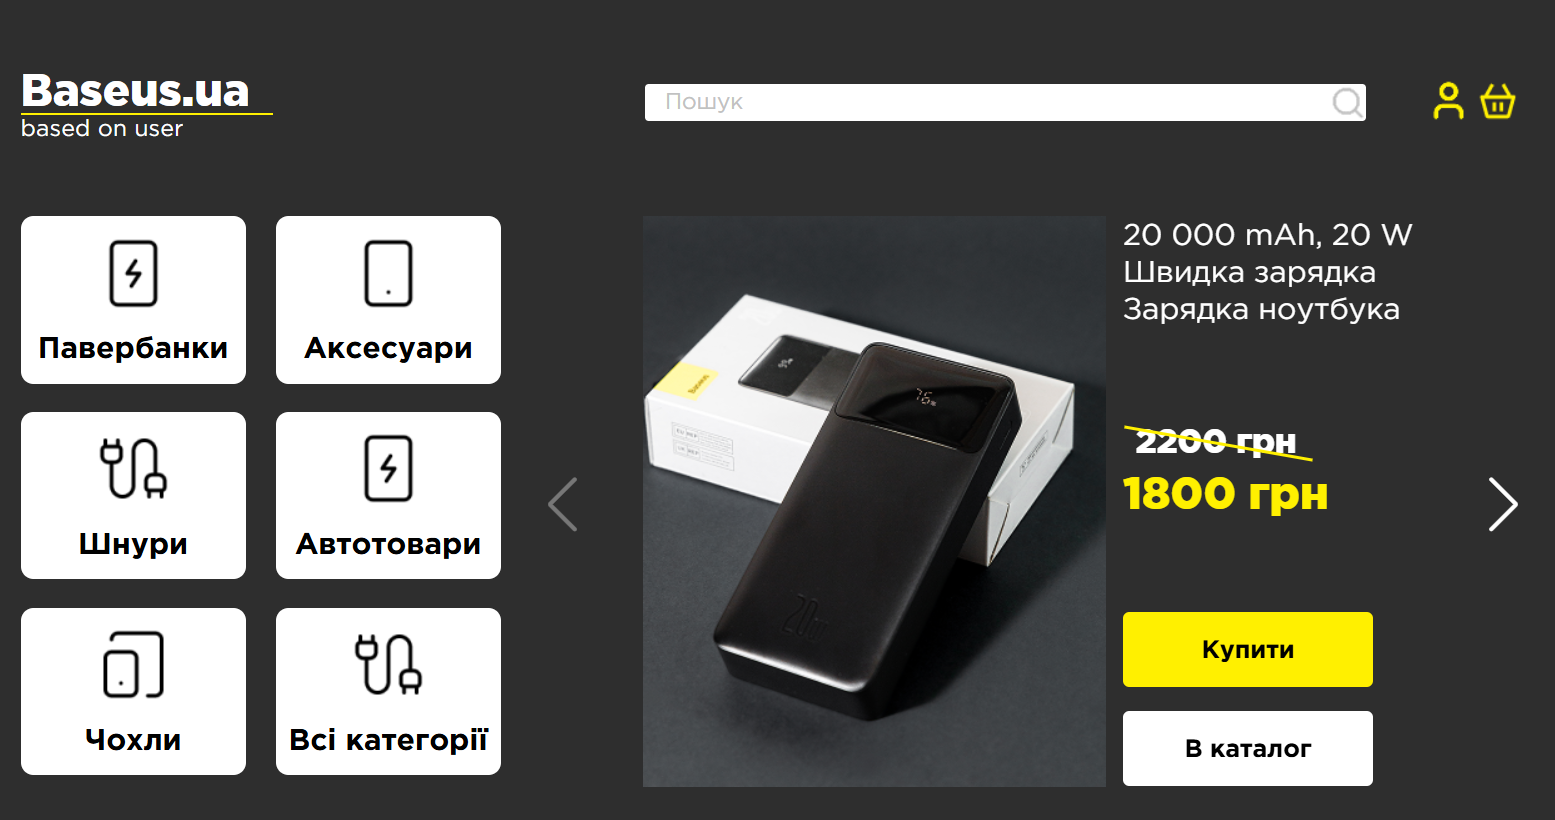 Baseus.ua
based on user
Пошук
Павербанки
Аксесуари
Шнури
Автотовари
Чохли
Всі категорії
Baseus
20 000 mAh, 20 W
Швидка зарядка
Зарядка ноутбука
2200 грн
1800 грн
Купити
В каталог